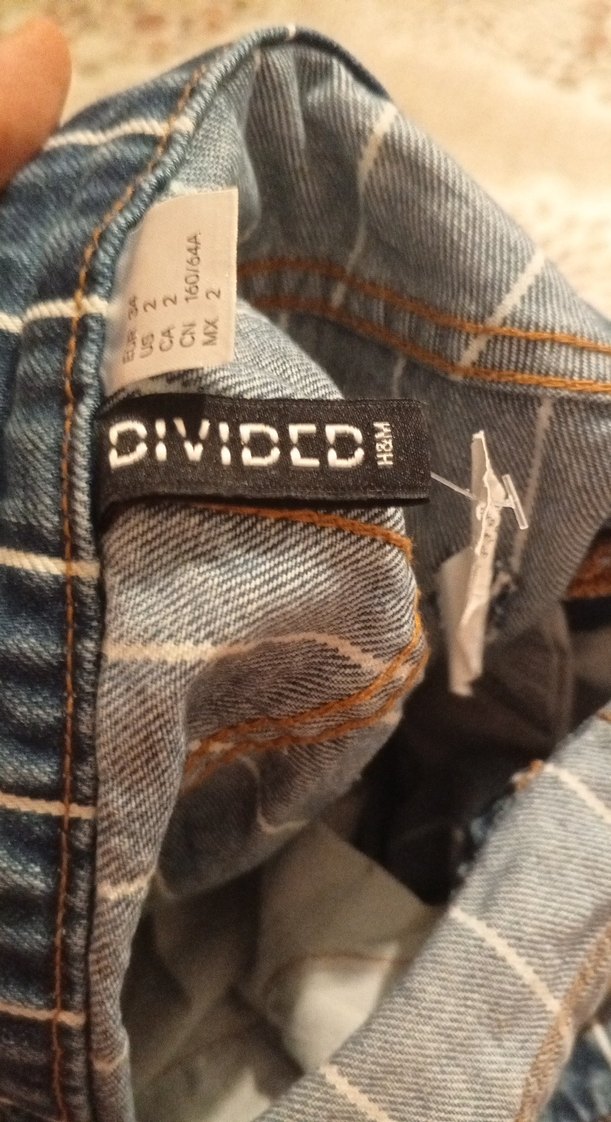 EUR 34
US 2
CA 2
CN 160/64A
MX 2
DIVIDED
H&M